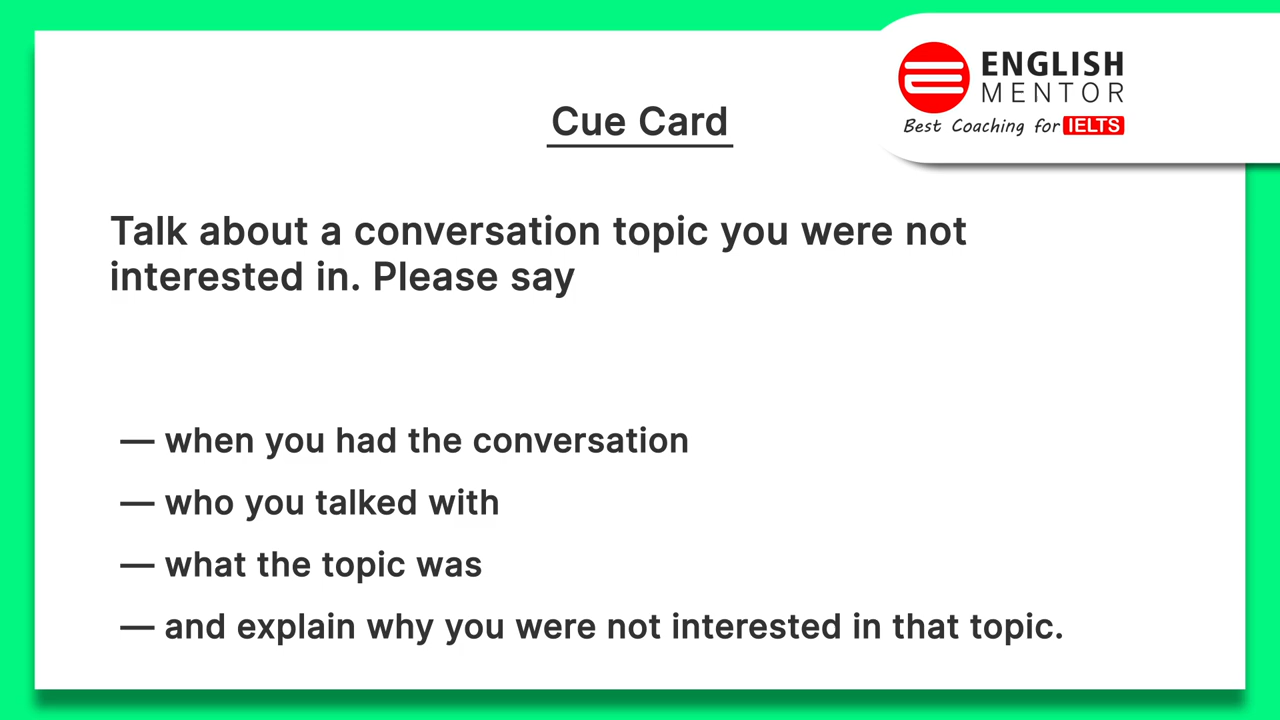 ENGLISH
MENTOR
Best Coaching for IELTS
Cue Card
Talk about a conversation topic you were not
interested in. Please say
— when you had the conversation
— who you talked with
— what the topic was
— and explain why you were not interested in that topic.